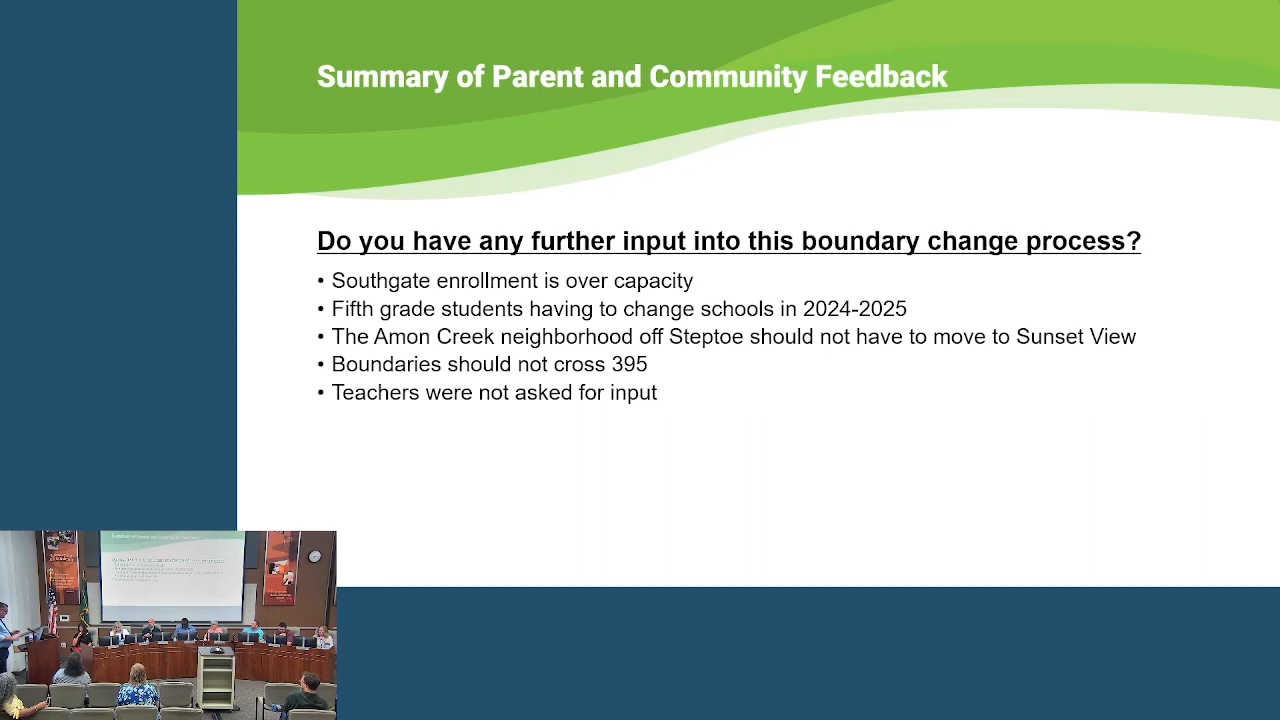 Summary of Parent and Community Feedback
Do you have any further input into this boundary change process?
• Southgate enrollment is over capacity
• Fifth grade students having to change schools in 2024-2025
• The Amon Creek neighborhood off Steptoe should not have to move to Sunset View
• Boundaries should not cross 395
• Teachers were not asked for input